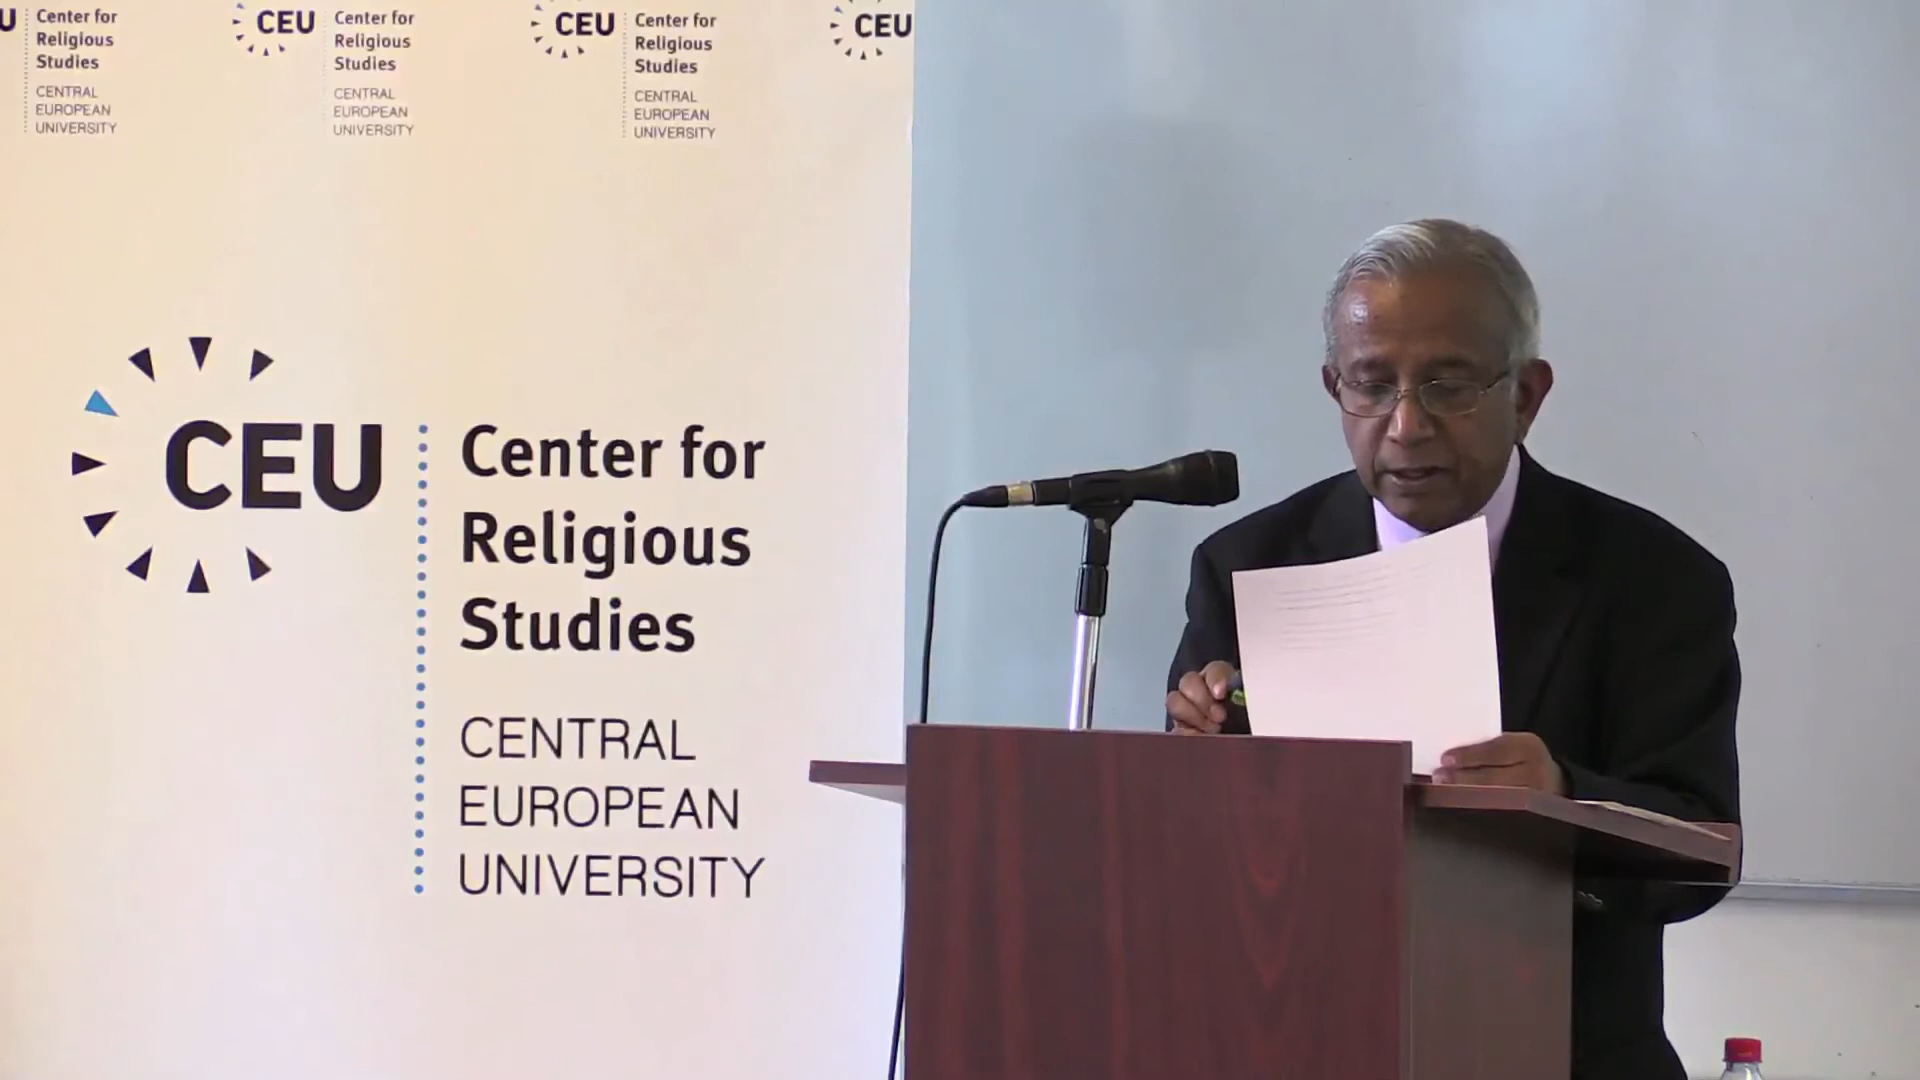 U
Center for
Religious
Studies
CENTRAL
EUROPEAN
UNIVERSITY
CEU
Center for
Religious
Studies
CENTRAL
EUROPEAN
UNIVERSITY
CEU
Center for
Religious
Studies
CENTRAL
EUROPEAN
UNIVERSITY
CEU
CEU
Center for
Religious
Studies
CENTRAL
EUROPEAN
UNIVERSITY